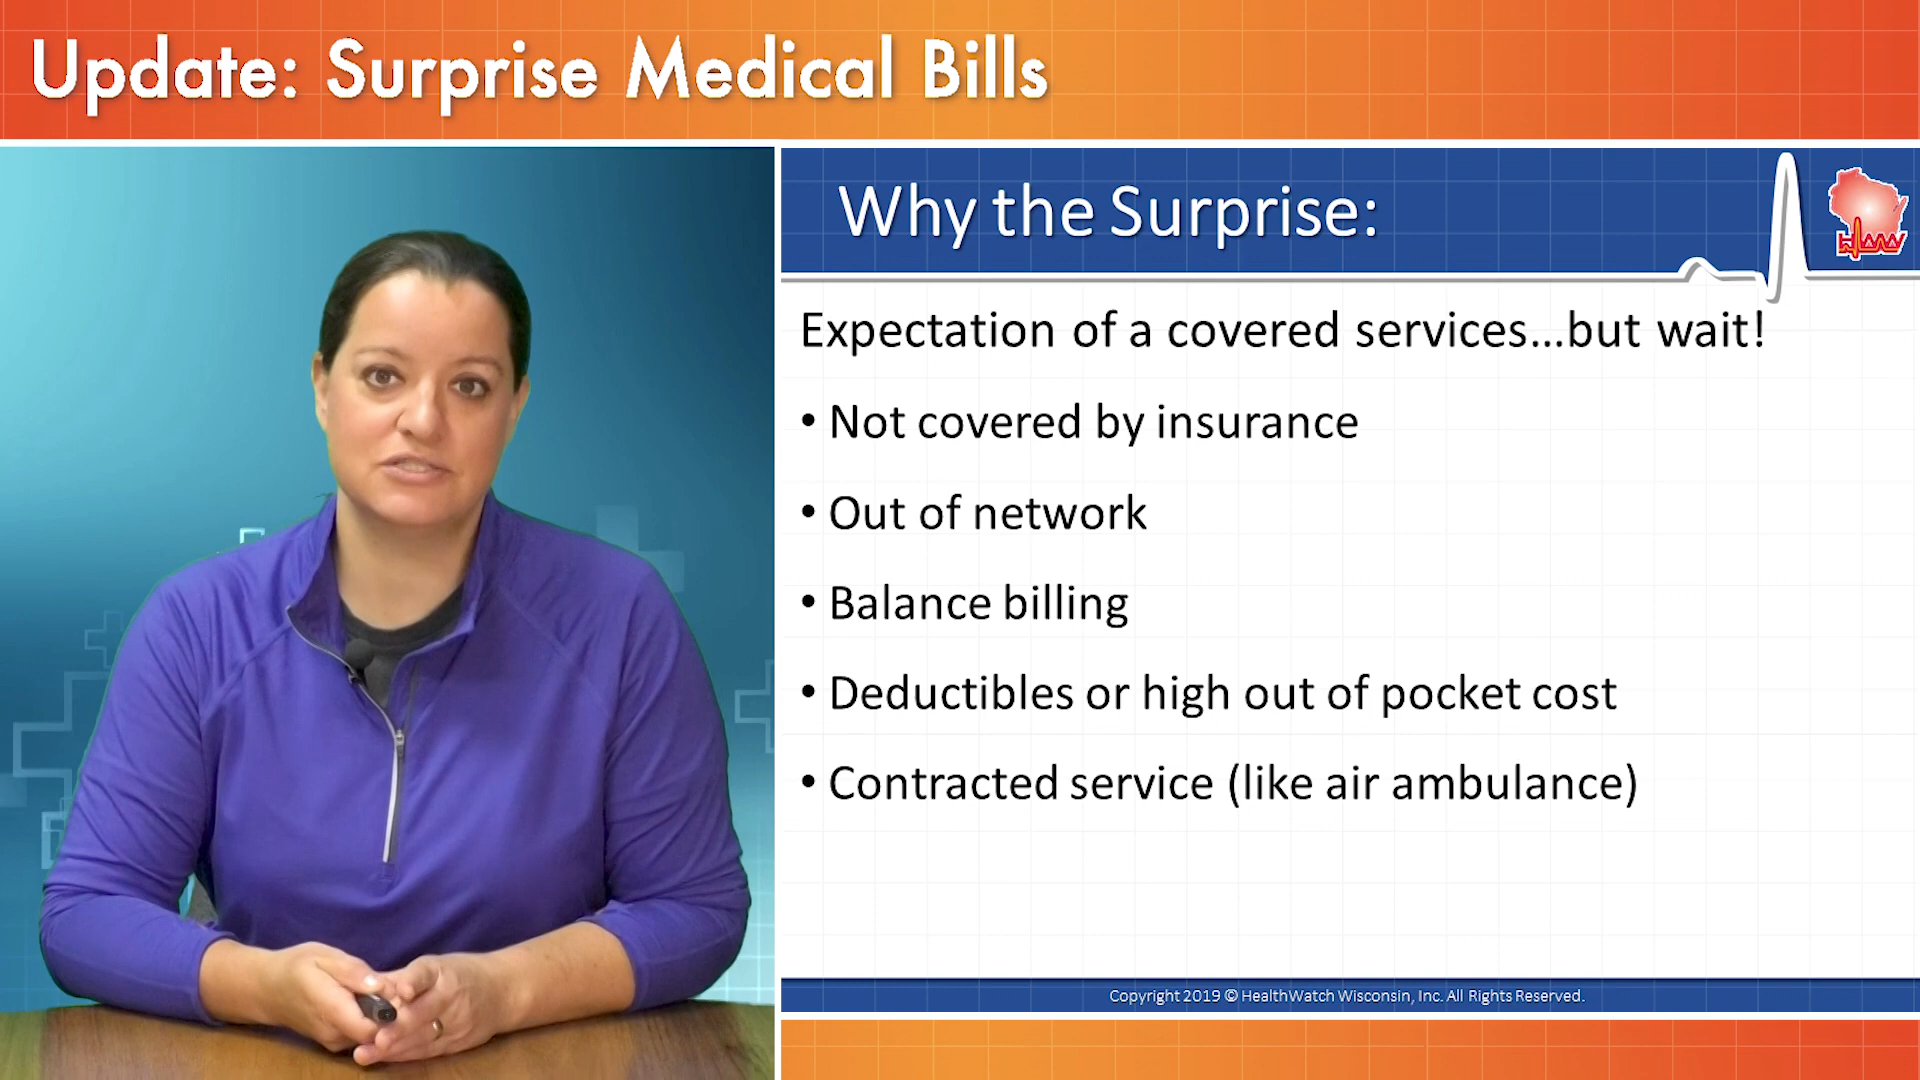 Update: Surprise Medical Bills
Why the Surprise:
HWW
Expectation of a covered services...but wait!
• Not covered by insurance
• Out of network
• Balance billing
• Deductibles or high out of pocket cost
• Contracted service (like air ambulance)
Copyright 2019 © HealthWatch Wisconsin, Inc. All Rights Reserved.